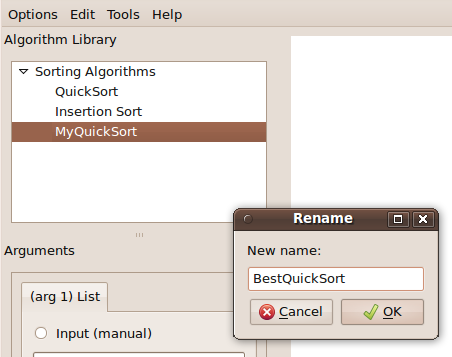 Options Edit Tools Help
Algorithm Library
Sorting Algorithms
QuickSort
Insertion Sort
MyQuickSort
Rename
New name:
BestQuickSort
Cancel OK
Arguments
(arg 1) List
Input (manual)